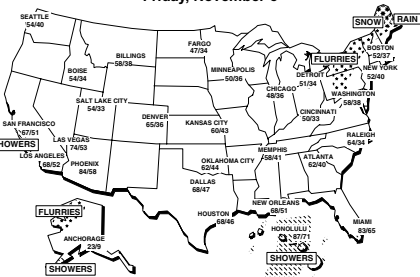 SEATTLE
54/40
SNOW
RAIN
FARGO
47/34
BILLINGS
58/38
BOSTON
52/37
FLURRIES
MINNEAPOLIS
50/36
DETROIT
51/34
NEW YORK
52/40
BOISE
54/34
CHICAGO
48/36
WASHINGTON
58/38
SALT LAKE CITY
54/33
CINCINNATI
50/33
DENVER
65/36
KANSAS CITY
60/43
SAN FRANCISCO
67/51
RALEIGH
64/34
HOWERS
LAS VEGAS
74/53
MEMPHIS
58/41
LOS ANGELES
68/52
PHOENIX
84/58
OKLAHOMA CITY
62/44
ATLANTA
62/40
DALLAS
68/47
NEW ORLEANS
68/51
FLURRIES
HOUSTON
68/46
MIAMI
83/65
HONOLULU
87/71
ANCHORAGE
23/9
SHOWERS
SHOWERS